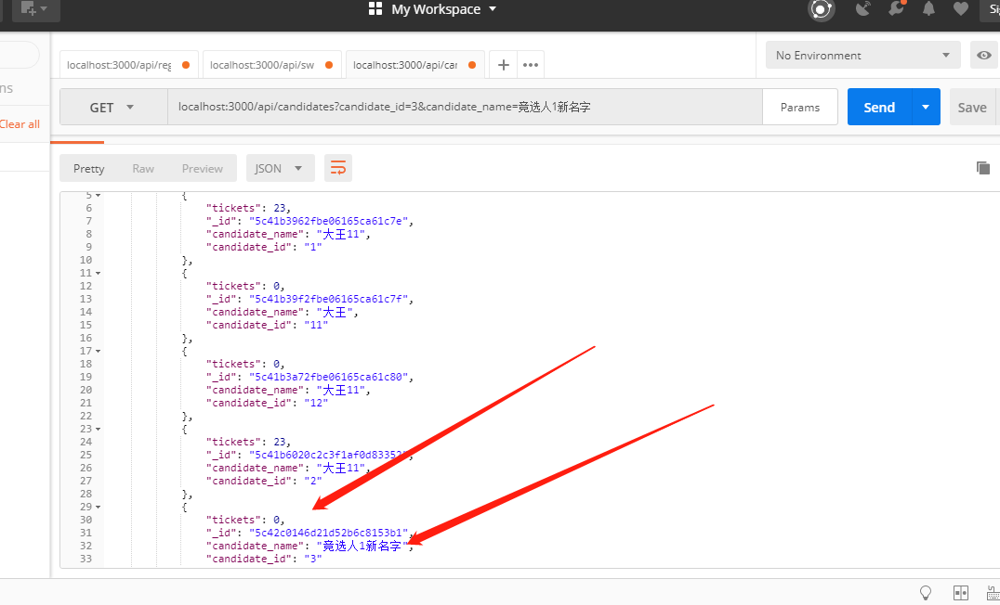 My Workspace
Si
localhost:3000/api/reg
localhost:3000/api/sw
localhost:3000/api/car
No Environment
ns
GET
localhost:3000/api/candidates?candidate_id=3&candidate_name=竟选人1新名字
Params
Send
Save
Clear all
Pretty
Raw
Preview
JSON
5 {
6 "tickets": 23,
7 "_id": "5c41b3962fbe06165ca61c7e",
8 "candidate_name": "大王11",
9 "candidate_id": "1"
10 },
11 {
12 "tickets": 0,
13 "_id": "5c41b39f2fbe06165ca61c7f",
14 "candidate_name": "大王",
15 "candidate_id": "11"
16 },
17 {
18 "tickets": 0,
19 "_id": "5c41b3a72fbe06165ca61c80",
20 "candidate_name": "大王11",
21 "candidate_id": "12"
22 },
23 {
24 "tickets": 23,
25 "_id": "5c41b6020c2c3f1af0d83352",
26 "candidate_name": "大王11",
27 "candidate_id": "2"
28 },
29 {
30 "tickets": 0,
31 "_id": "5c42c0146d21d52b6c8153b1",
32 "candidate_name": "竟选人1新名字",
33 "candidate_id": "3"